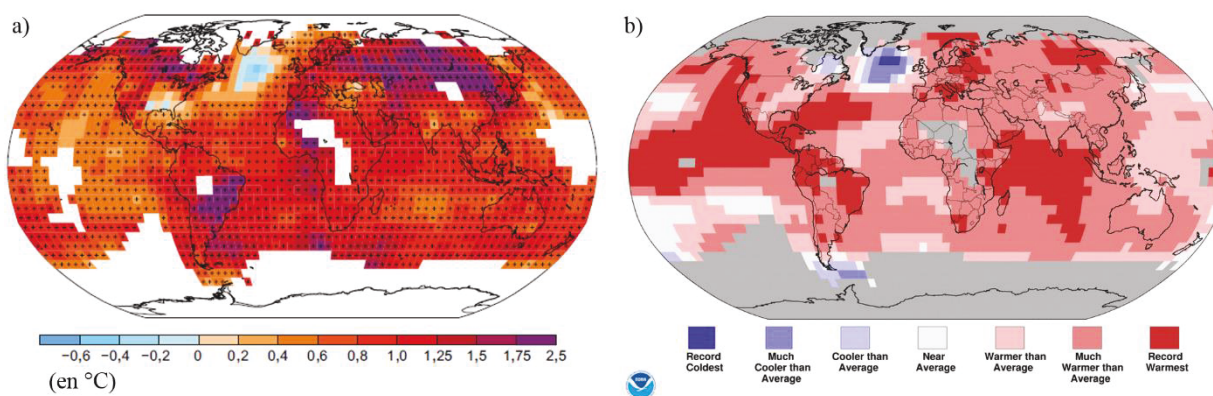 a)
−0,6 −0,4 −0,2 0 0,2 0,4 0,6 0,8 1,0 1,25 1,5 1,75 2,5
(en °C)
b)
Record Coldest
Much Cooler than Average
Cooler than Average
Near Average
Warmer than Average
Much Warmer than Average
Record Warmest